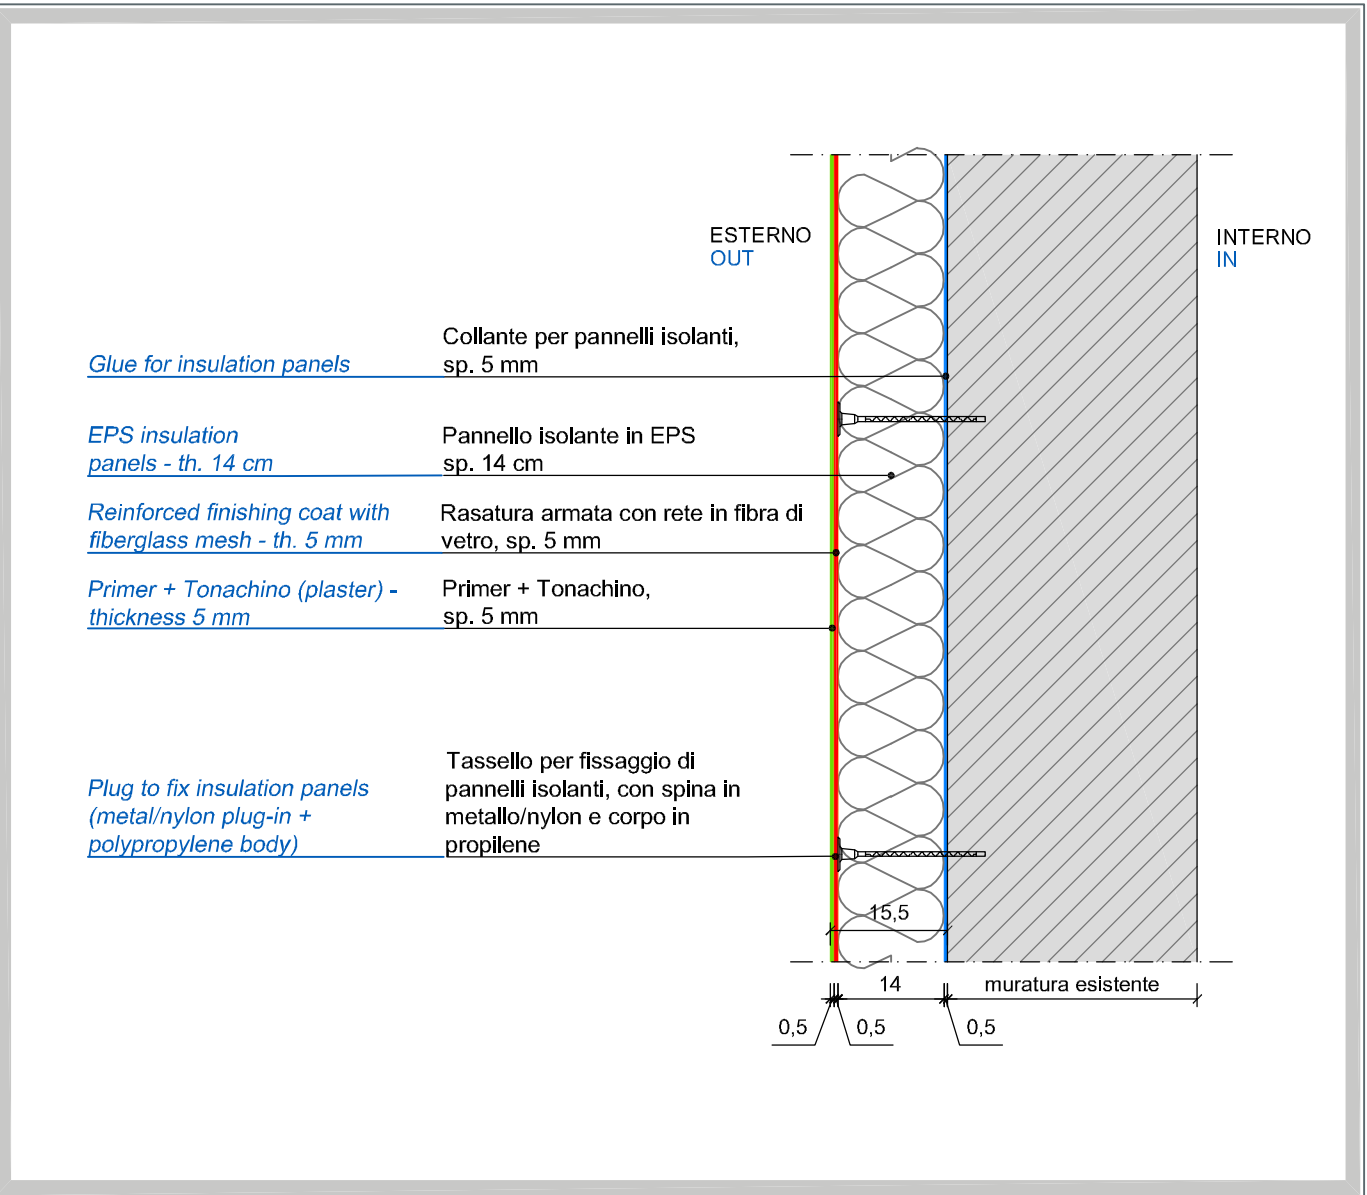 ESTERNO
OUT
INTERNO
IN
Glue for insulation panels
Collante per pannelli isolanti,
sp. 5 mm
EPS insulation
panels - th. 14 cm
Pannello isolante in EPS
sp. 14 cm
Reinforced finishing coat with
fiberglass mesh - th. 5 mm
Rasatura armata con rete in fibra di
vetro, sp. 5 mm
Primer + Tonachino (plaster) -
thickness 5 mm
Primer + Tonachino,
sp. 5 mm
Plug to fix insulation panels
(metal/nylon plug-in +
polypropylene body)
Tassello per fissaggio di
pannelli isolanti, con spina in
metallo/nylon e corpo in
propilene
15,5
14
muratura esistente
0,5
0,5
0,5